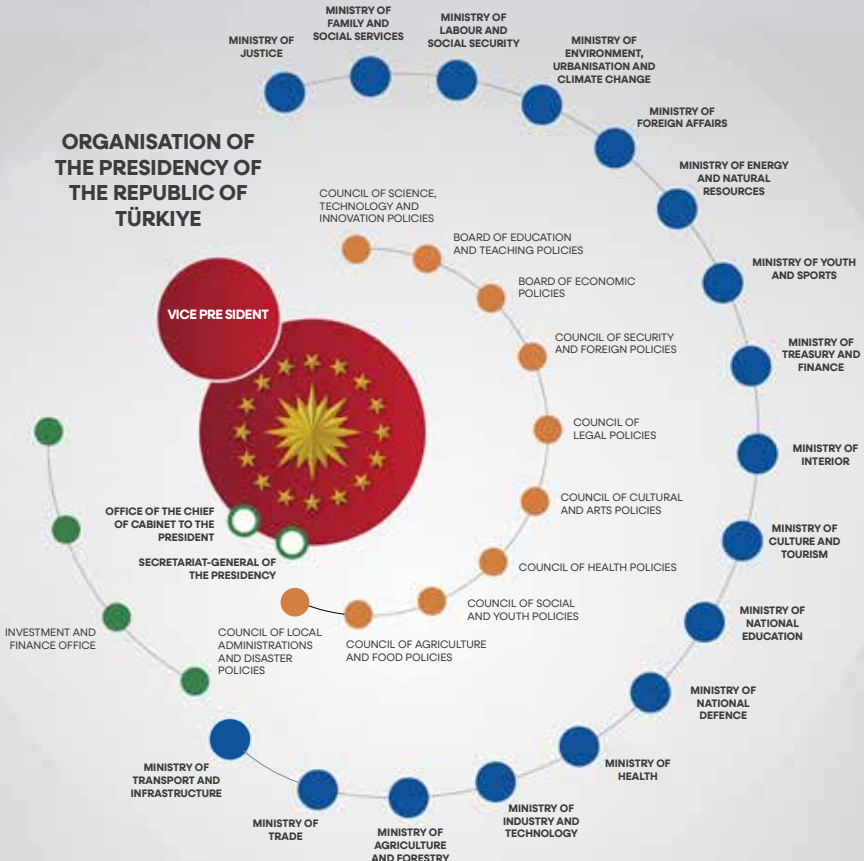 ORGANISATION OF
THE PRESIDENCY OF
THE REPUBLIC OF
TÜRKİYE
MINISTRY OF
JUSTICE
MINISTRY OF
FAMILY AND
SOCIAL SERVICES
MINISTRY OF
LABOUR AND
SOCIAL SECURITY
MINISTRY OF
ENVIRONMENT,
URBANISATION AND
CLIMATE CHANGE
MINISTRY OF
FOREIGN AFFAIRS
MINISTRY OF ENERGY
AND NATURAL
RESOURCES
MINISTRY OF YOUTH
AND SPORTS
MINISTRY OF
TREASURY AND
FINANCE
MINISTRY OF
INTERIOR
MINISTRY OF
CULTURE AND
TOURISM
MINISTRY OF
NATIONAL
EDUCATION
MINISTRY OF
NATIONAL
DEFENCE
MINISTRY OF
HEALTH
MINISTRY OF
INDUSTRY AND
TECHNOLOGY
MINISTRY OF
AGRICULTURE
AND FORESTRY
MINISTRY OF
TRADE
MINISTRY OF
TRANSPORT AND
INFRASTRUCTURE
COUNCIL OF SCIENCE,
TECHNOLOGY AND
INNOVATION POLICIES
BOARD OF EDUCATION
AND TEACHING POLICIES
BOARD OF ECONOMIC
POLICIES
COUNCIL OF SECURITY
AND FOREIGN POLICIES
COUNCIL OF
LEGAL POLICIES
COUNCIL OF CULTURAL
AND ARTS POLICIES
COUNCIL OF HEALTH POLICIES
COUNCIL OF SOCIAL
AND YOUTH POLICIES
COUNCIL OF AGRICULTURE
AND FOOD POLICIES
COUNCIL OF LOCAL
ADMINISTRATIONS
AND DISASTER
POLICIES
VICE PRE SIDENT
OFFICE OF THE CHIEF
OF CABINET TO THE
PRESIDENT
SECRETARIAT-GENERAL OF
THE PRESIDENCY
INVESTMENT AND
FINANCE OFFICE